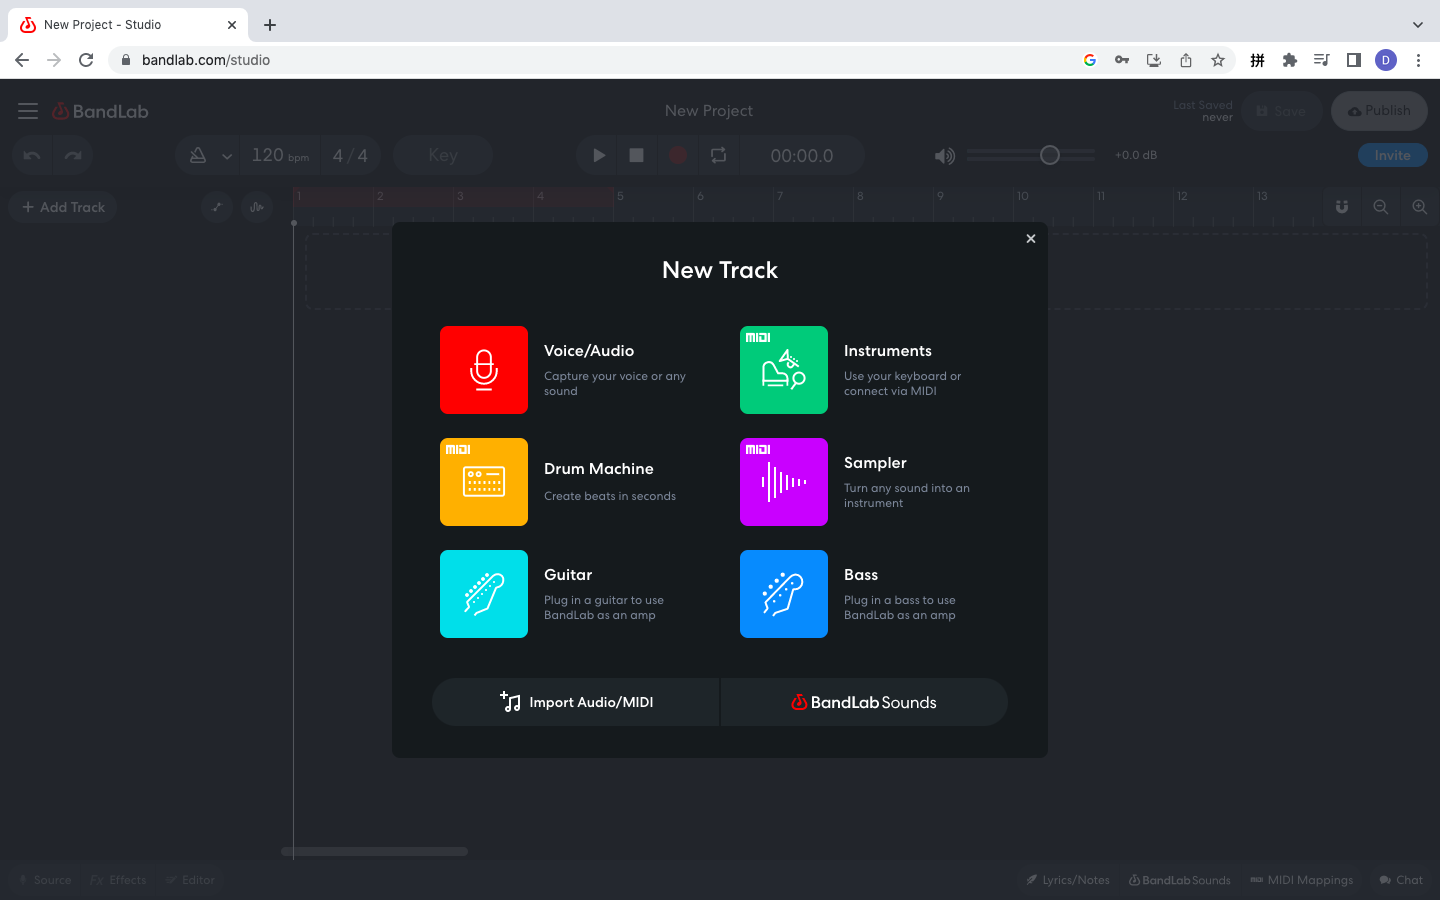 New Project - Studio
bandlab.com/studio
D
BandLab
New Project
Last Saved
never
Save
Publish
120 bpm
4 / 4
Key
00:00.0
+0.0 dB
Invite
+ Add Track
1 2 3 4 5 6 7 8 9 10 11 12 13
New Track
Voice/Audio
Capture your voice or any
sound
MIDI
Instruments
Use your keyboard or
connect via MIDI
MIDI
Drum Machine
Create beats in seconds
MIDI
Sampler
Turn any sound into an
instrument
Guitar
Plug in a guitar to use
BandLab as an amp
Bass
Plug in a bass to use
BandLab as an amp
Import Audio/MIDI
BandLab Sounds
Source
Fx Effects
Editor
Lyrics/Notes
BandLab Sounds
MIDI Mappings
Chat